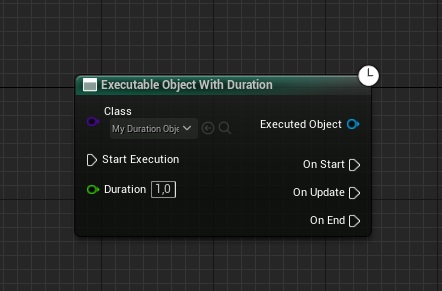 Executable Object With Duration
Class
My Duration Obje
Executed Object
Start Execution
On Start
Duration 1,0
On Update
On End